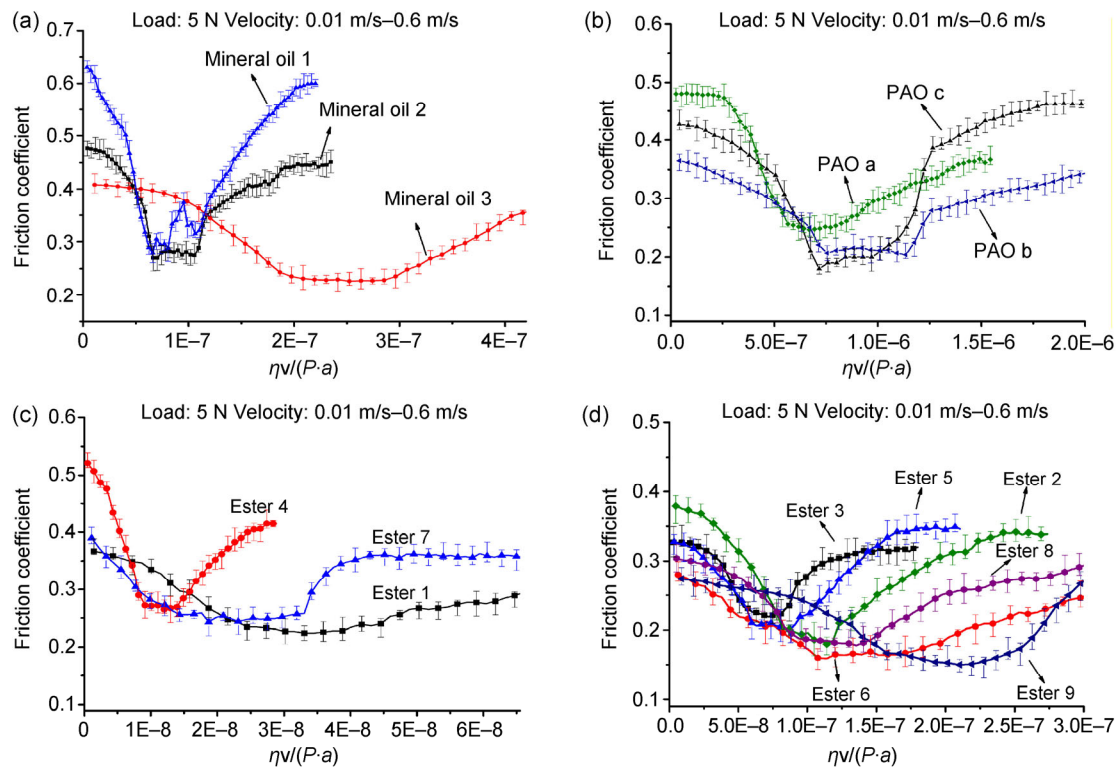 (a)
Load: 5 N Velocity: 0.01 m/s–0.6 m/s
Friction coefficient
0.7
0.6
0.5
0.4
0.3
0.2
Mineral oil 1
Mineral oil 2
Mineral oil 3
0 1E–7 2E–7 3E–7 4E–7
ηv/(P·a)
(b)
Load: 5 N Velocity: 0.01 m/s–0.6 m/s
Friction coefficient
0.6
0.5
0.4
0.3
0.2
0.1
PAO c
PAO a
PAO b
0.0 5.0E–7 1.0E–6 1.5E–6 2.0E–6
ηv/(P·a)
(c)
Load: 5 N Velocity: 0.01 m/s–0.6 m/s
Friction coefficient
0.6
0.5
0.4
0.3
0.2
0.1
Ester 4
Ester 7
Ester 1
0 1E–8 2E–8 3E–8 4E–8 5E–8 6E–8
ηv/(P·a)
(d)
Load: 5 N Velocity: 0.01 m/s–0.6 m/s
Friction coefficient
0.5
0.4
0.3
0.2
0.1
Ester 5
Ester 2
Ester 3
Ester 8
Ester 6
Ester 9
0.0 5.0E–8 1.0E–7 1.5E–7 2.0E–7 2.5E–7 3.0E–7
ηv/(P·a)